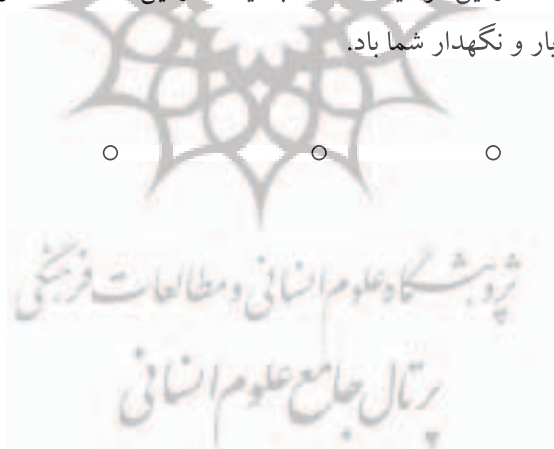 یار و نگهدار شما باد.
پژوهشگاه علوم انسانی و مطالعات فرهنگی
پرتال جامع علوم انسانی